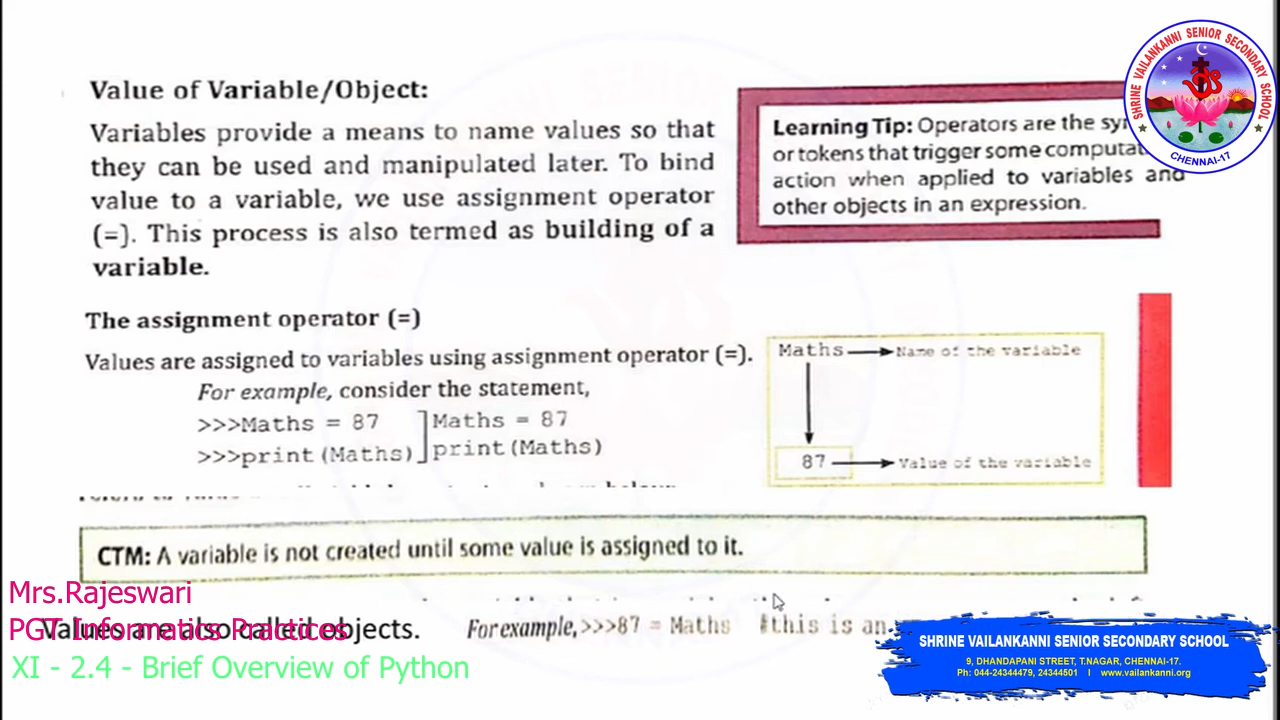 Value of Variable/Object:
Variables provide a means to name values so that
they can be used and manipulated later. To bind
value to a variable, we use assignment operator
(=). This process is also termed as building of a
variable.
Learning Tip: Operators are the
or tokens that trigger some
action when applied to variables and
other objects in an expression.
SHRINE VAILANKANNI SENIOR SECONDARY SCHOOL
CHENNAI-17
The assignment operator (=)
Values are assigned to variables using assignment operator (=).
For example, consider the statement,
>>>Maths = 87
>>>print(Maths)
Maths = 87
print(Maths)
Maths
Name of the variable
87
Value of the variable
CTM: A variable is not created until some value is assigned to it.
Mrs.Rajeswari
PGT Informatics Practices
Values are also called objects.
For example, >>>87 = Maths #this is an
XI - 2.4 - Brief Overview of Python
SHRINE VAILANKANNI SENIOR SECONDARY SCHOOL
9, DHANDAPANI STREET, T.NAGAR, CHENNAI-17.
Ph: 044-24344479, 24344501 I www.vailankanni.org